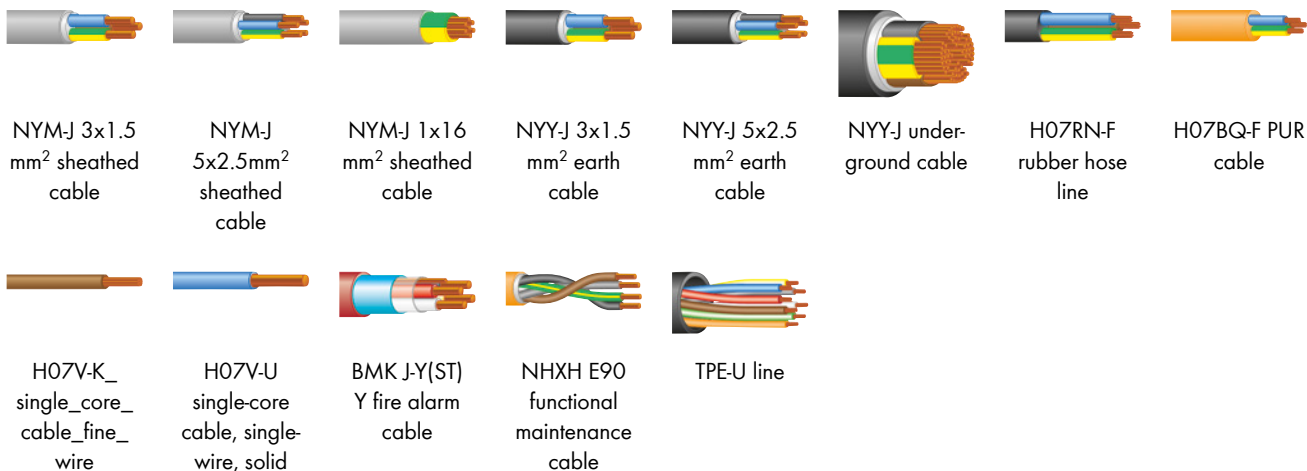 NYM-J 3x1.5
mm² sheathed
cable
NYM-J
5x2.5mm²
sheathed
cable
NYM-J 1x16
mm² sheathed
cable
NYY-J 3x1.5
mm² earth
cable
NYY-J 5x2.5
mm² earth
cable
NYY-J under-
ground cable
H07RN-F
rubber hose
line
H07BQ-F PUR
cable
H07V-K_
single_core_
cable_fine_
wire
H07V-U
single-core
cable, single-
wire, solid
BMK J-Y(ST)
Y fire alarm
cable
NHXH E90
functional
maintenance
cable
TPE-U line